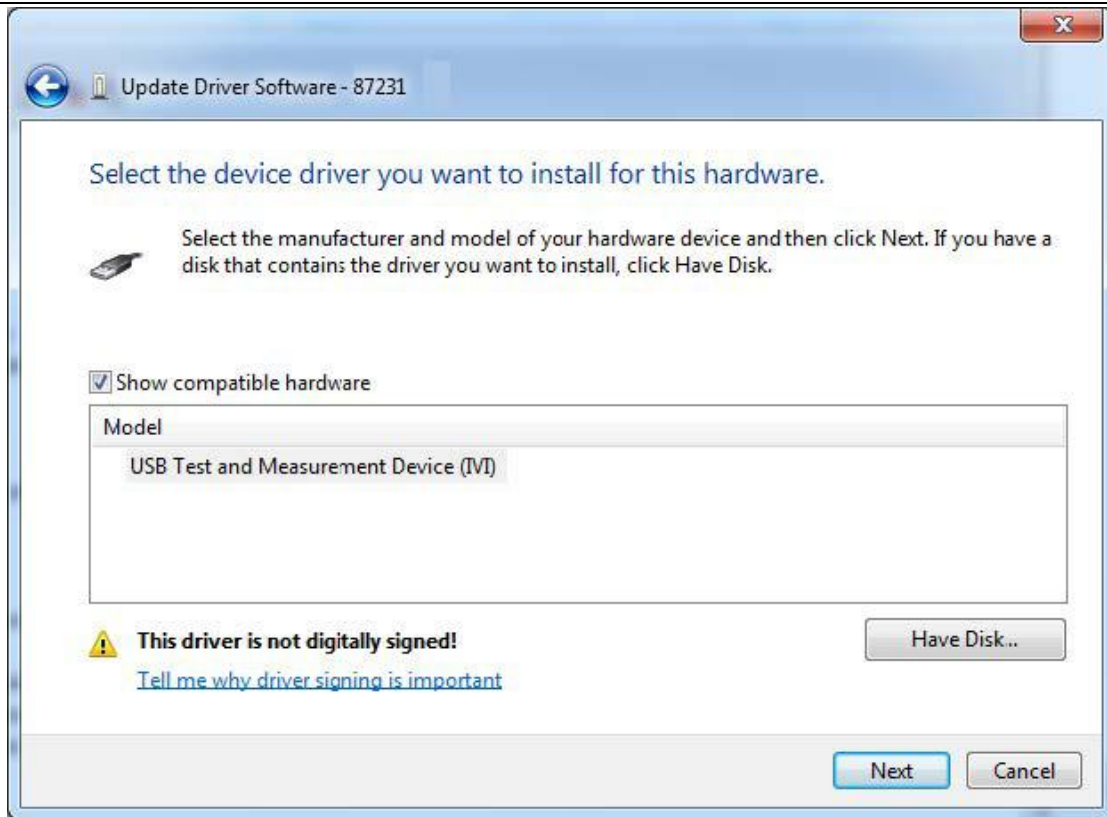 Update Driver Software - 87231
Select the device driver you want to install for this hardware.
Select the manufacturer and model of your hardware device and then click Next. If you have a
disk that contains the driver you want to install, click Have Disk.
Show compatible hardware
Model
USB Test and Measurement Device (IVI)
This driver is not digitally signed!
Have Disk...
Tell me why driver signing is important
Next
Cancel